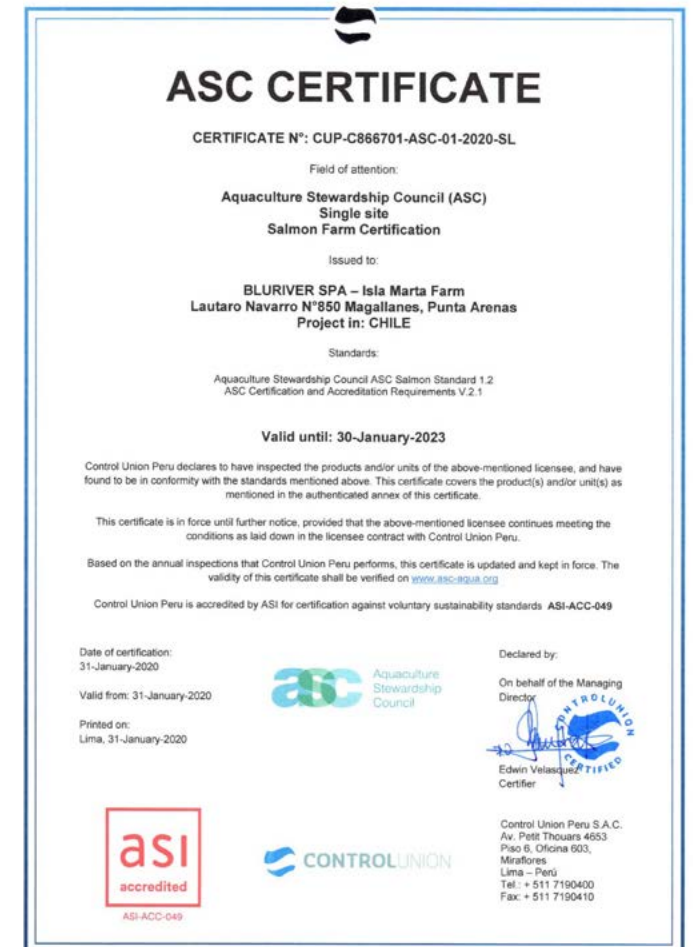 ASC CERTIFICATE
CERTIFICATE N°: CUP-C866701-ASC-01-2020-SL
Field of attention:
Aquaculture Stewardship Council (ASC)
Single site
Salmon Farm Certification
Issued to:
BLURIVER SPA – Isla Marta Farm
Lautaro Navarro N°850 Magallanes, Punta Arenas
Project in: CHILE
Standards:
Aquaculture Stewardship Council ASC Salmon Standard 1.2
ASC Certification and Accreditation Requirements V.2.1
Valid until: 30-January-2023
Control Union Peru declares to have inspected the products and/or units of the above-mentioned licensee, and have
found to be in conformity with the standards mentioned above. This certificate covers the product(s) and/or unit(s) as
mentioned in the authenticated annex of this certificate.
This certificate is in force until further notice, provided that the above-mentioned licensee continues meeting the
conditions as laid down in the licensee contract with Control Union Peru.
Based on the annual inspections that Control Union Peru performs, this certificate is updated and kept in force. The
validity of this certificate shall be verified on www.asc-aqua.org
Control Union Peru is accredited by ASI for certification against voluntary sustainability standards ASI-ACC-049
Date of certification:
31-January-2020
Valid from: 31-January-2020
Printed on:
Lima, 31-January-2020
asc
Aquaculture
Stewardship
Council
Declared by:
On behalf of the Managing
Director
CONTROLUNION
CERTIFIED
Edwin Velasquez
Certifier
asi
accredited
ASI-ACC-049
CONTROLUNION
Control Union Peru S.A.C.
Av. Petit Thouars 4653
Piso 6, Oficina 603,
Miraflores
Lima – Perú
Tel.: + 511 7190400
Fax: + 511 7190410